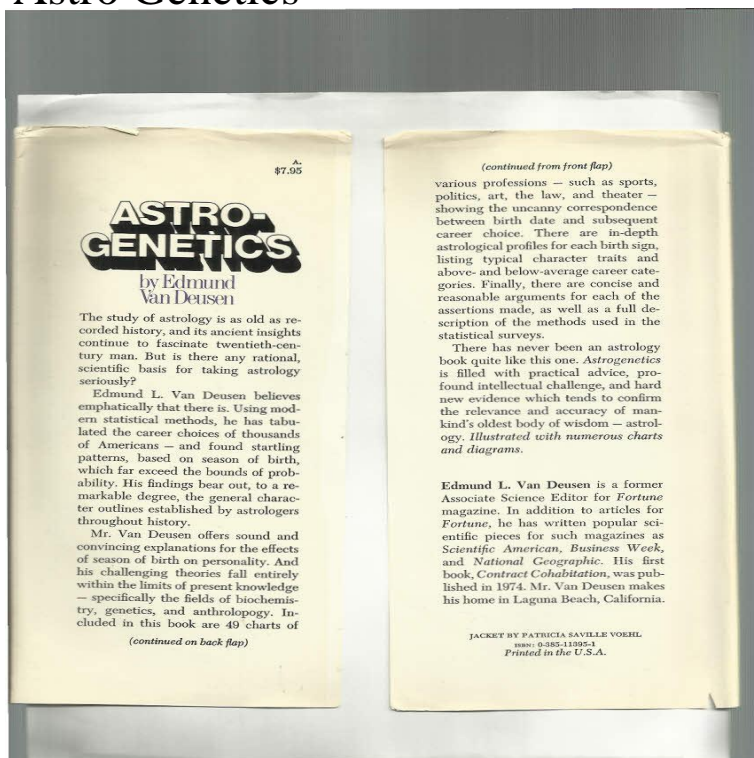 Astro Genetics
A.
$7.95
ASTRO-
GENETICS
by Edmund
Van Deusen
The study of astrology is as old as re-
corded history, and its ancient insights
continue to fascinate twentieth-cen-
tury man. But is there any rational,
scientific basis for taking astrology
seriously?
Edmund L. Van Deusen believes
emphatically that there is. Using mod-
ern statistical methods, he has tabu-
lated the career choices of thousands
of Americans — and found startling
patterns, based on season of birth,
which far exceed the bounds of prob-
ability. His findings bear out, to a re-
markable degree, the general charac-
ter outlines established by astrologers
throughout history.
Mr. Van Deusen offers sound and
convincing explanations for the effects
of season of birth on personality. And
his challenging theories fall entirely
within the limits of present knowledge
— specifically the fields of biochemis-
try, genetics, and anthrolopogy. In-
cluded in this book are 49 charts of
(continued on back flap)
(continued from front flap)
various professions — such as sports,
politics, art, the law, and theater —
showing the uncanny correspondence
between birth date and subsequent
career choice. There are in-depth
astrological profiles for each birth sign,
listing typical character traits and
above- and below-average career cate-
gories. Finally, there are concise and
reasonable arguments for each of the
assertions made, as well as a full de-
scription of the methods used in the
statistical surveys.
There has never been an astrology
book quite like this one. Astrogenetics
is filled with practical advice, pro-
found intellectual challenge, and hard
new evidence which tends to confirm
the relevance and accuracy of man-
kind's oldest body of wisdom — astrol-
ogy. Illustrated with numerous charts
and diagrams.
Edmund L. Van Deusen is a former
Associate Science Editor for Fortune
magazine. In addition to articles for
Fortune, he has written popular sci-
entific pieces for such magazines as
Scientific American, Business Week,
and National Geographic. His first
book, Contract Cohabitation, was pub-
lished in 1974. Mr. Van Deusen makes
his home in Laguna Beach, California.
JACKET BY PATRICIA SAVILLE VOEHL
ISBN: 0-385-11395-1
Printed in the U.S.A.